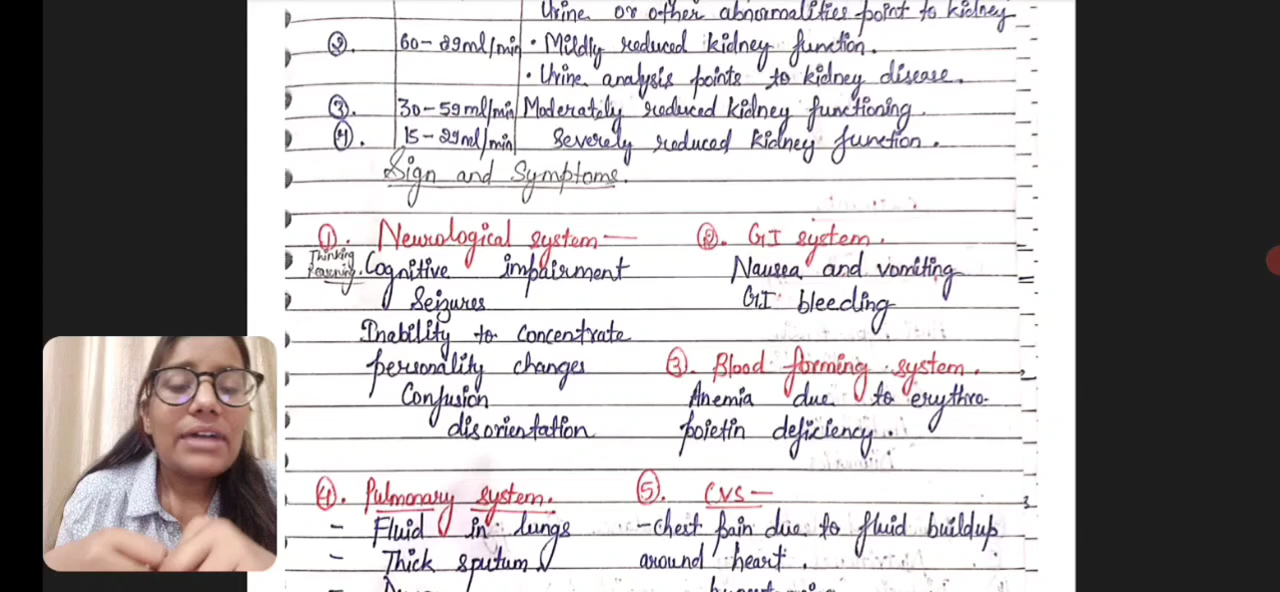 Urine or other abnormalities point to kidney
②. 60-89ml/min • Mildly reduced kidney function.
• Urine analysis points to kidney disease.
③. 30-59ml/min Moderatily reduced kidney functioning.
④. 15-29ml/min Severely reduced kidney function.
Sign and Symptoms.
①. Neurological system—
Thinking
Reasoning. Cognitive impairment
Seizures
Inability to concentrate
personality changes
Confusion
disorientation
②. GI system.
Nausea and vomiting
GI bleeding
③. Blood forming system.
Anemia due to erythro-
poietin deficiency.
④. Pulmonary system.
- Fluid in lungs
- Thick sputum
⑤. CVS—
-chest pain due to fluid buildup
around heart.